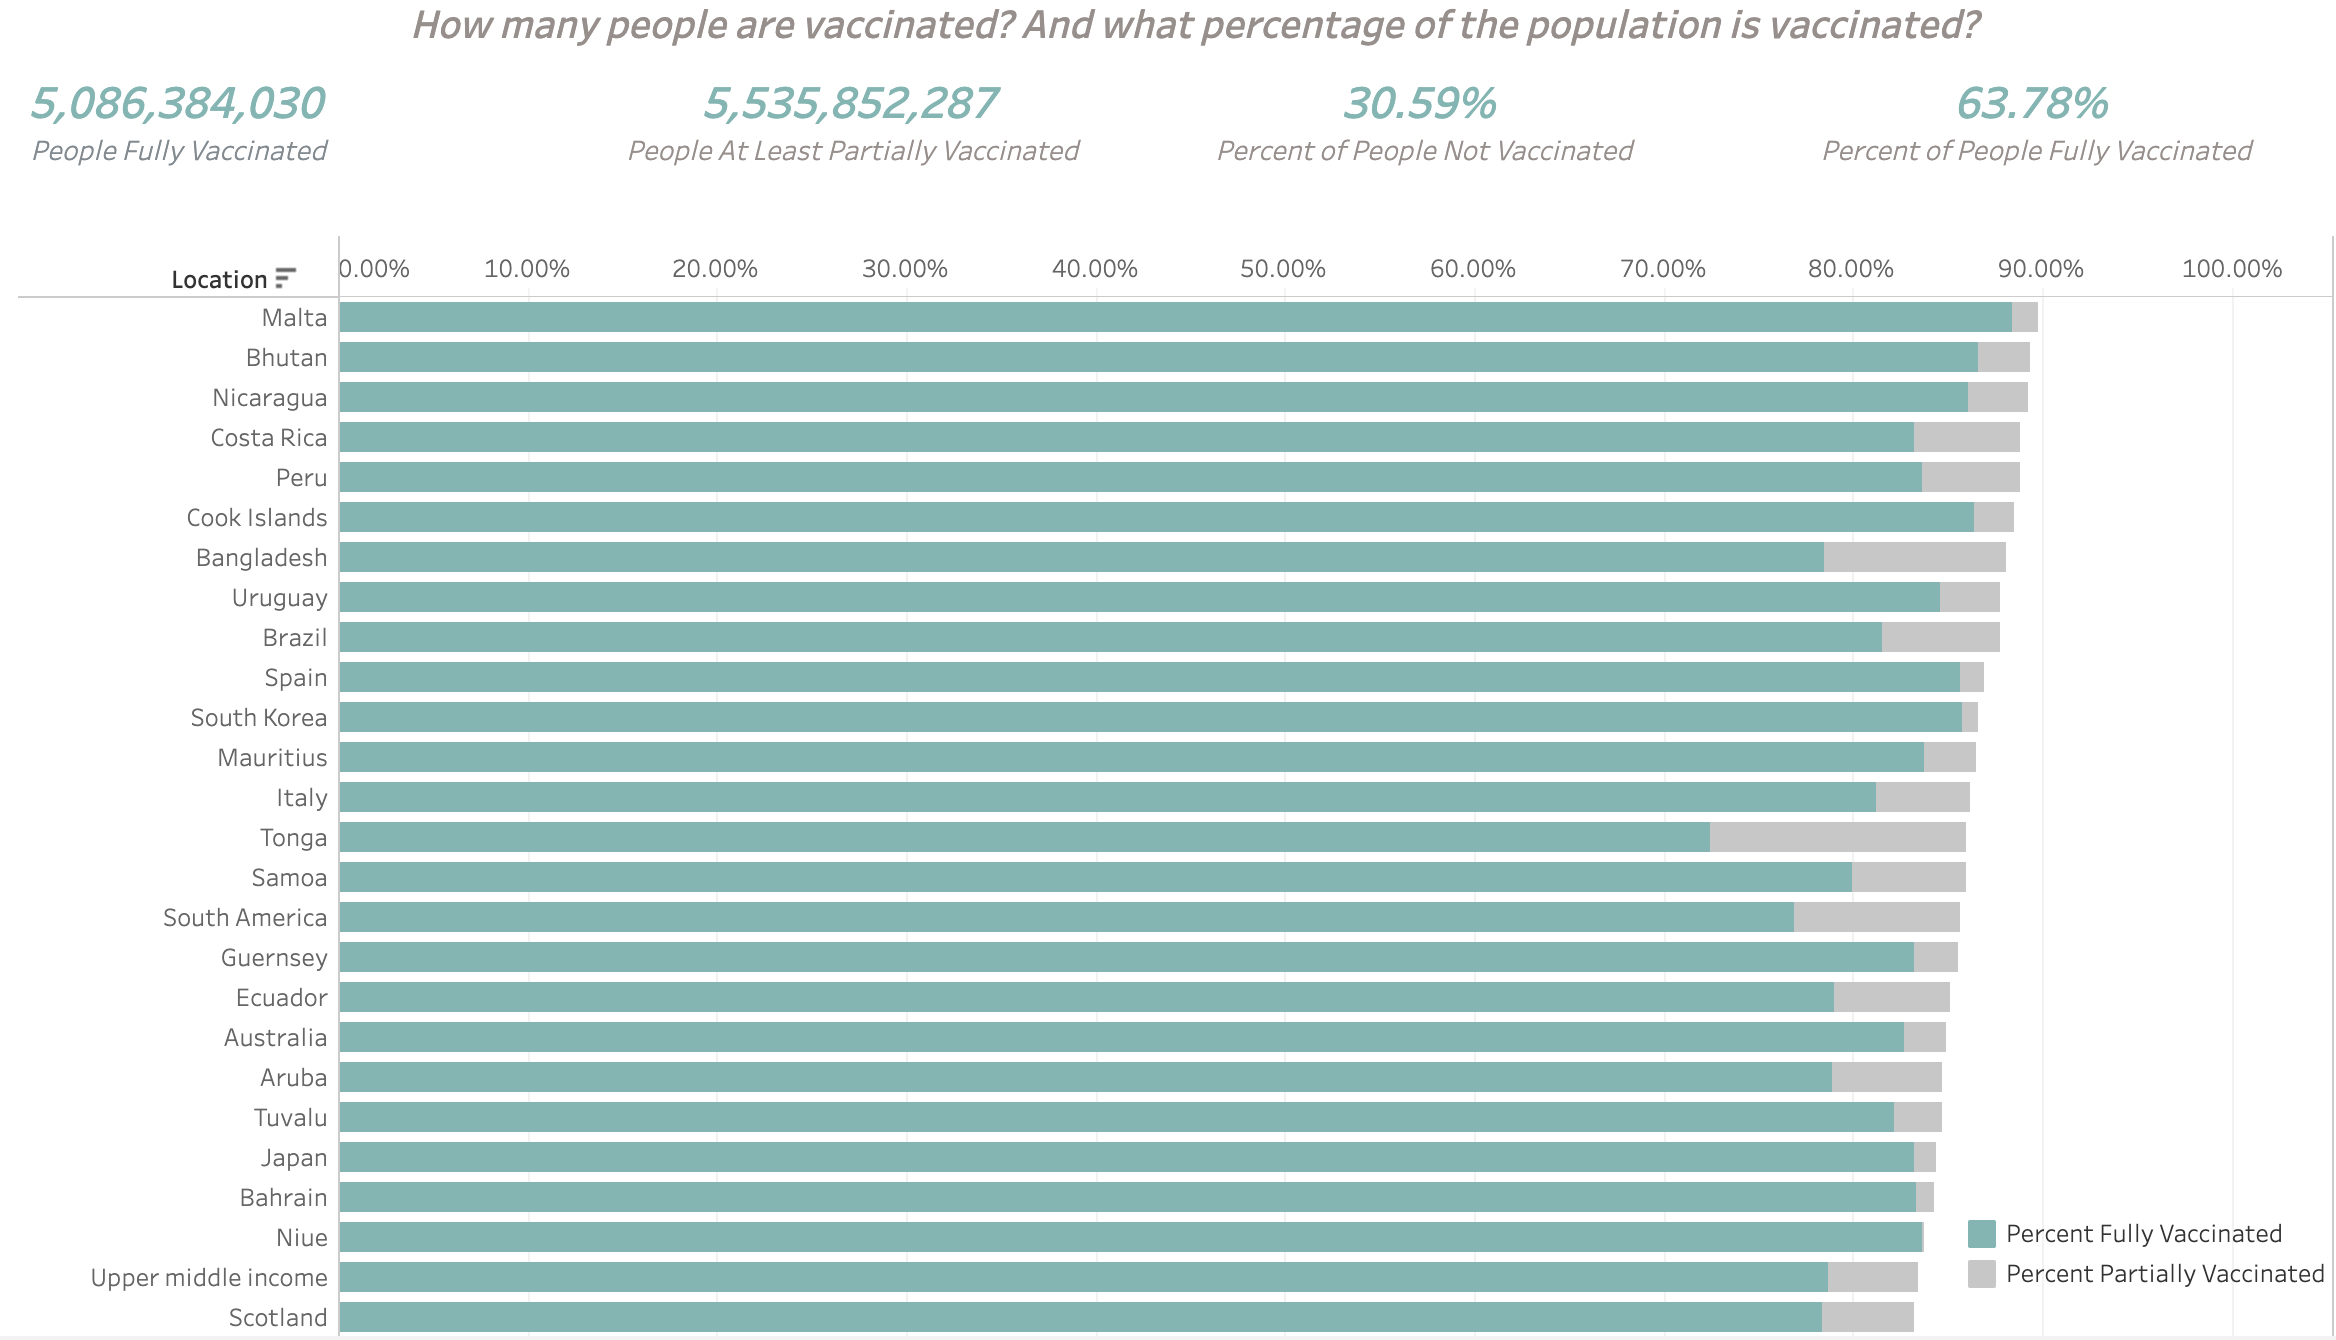 How many people are vaccinated? And what percentage of the population is vaccinated?
5,086,384,030 5,535,852,287 30.59% 63.78%
People Fully Vaccinated People At Least Partially Vaccinated Percent of People Not Vaccinated Percent of People Fully Vaccinated
Location 0.00% 10.00% 20.00% 30.00% 40.00% 50.00% 60.00% 70.00% 80.00% 90.00% 100.00%
Malta
Bhutan
Nicaragua
Costa Rica
Peru
Cook Islands
Bangladesh
Uruguay
Brazil
Spain
South Korea
Mauritius
Italy
Tonga
Samoa
South America
Guernsey
Ecuador
Australia
Aruba
Tuvalu
Japan
Bahrain
Niue
Upper middle income
Scotland
Percent Fully Vaccinated
Percent Partially Vaccinated